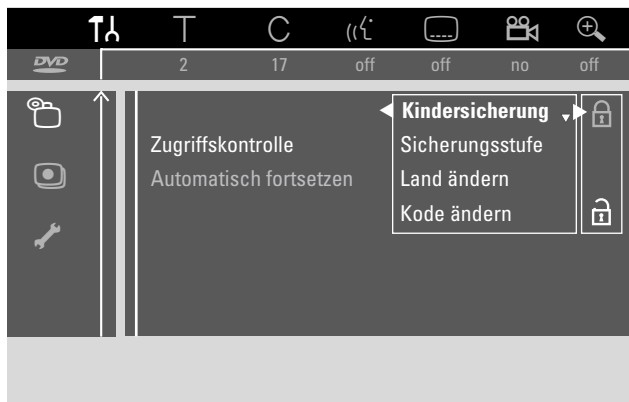 T C
DVD 2 17 off off no off
Kindersicherung
Zugriffskontrolle Sicherungsstufe
Automatisch fortsetzen Land ändern
Kode ändern